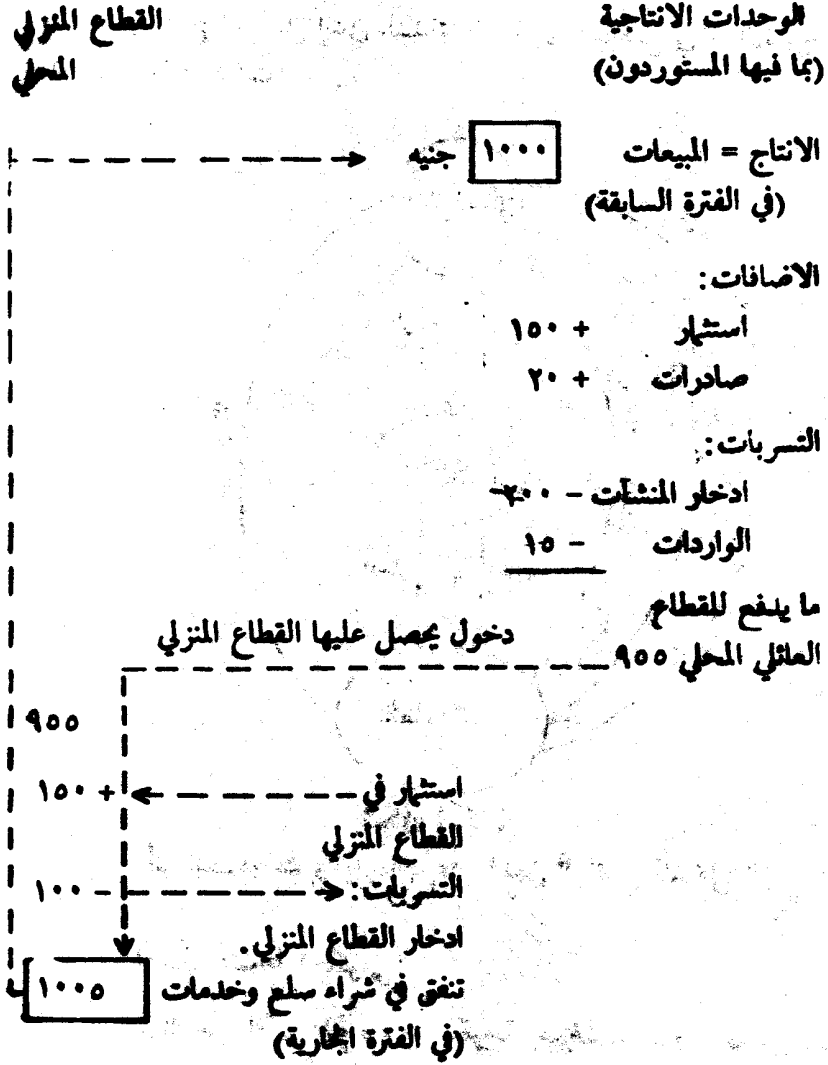 الوحدات الانتاجية القطاع المنزلي
(بما فيها المستوردون) المحلي
الانتاج = المبيعات ١٠٠٠ جنيه
(في الفترة السابقة)
الاضافات:
استثمار + ١٥٠
صادرات + ٢٠
التسربات:
ادخار المنشآت - ٢٠٠
الواردات - ١٥
ما يدفع للقطاع
العائلي المحلي ٩٥٥ دخول يحصل عليها القطاع المنزلي
٩٥٥
استثمار في + ١٥٠
القطاع المنزلي
التسربات: - ١٠٠
ادخار القطاع المنزلي.
تنفق في شراء سلع وخدمات ١٠٠٥
(في الفترة الجارية)